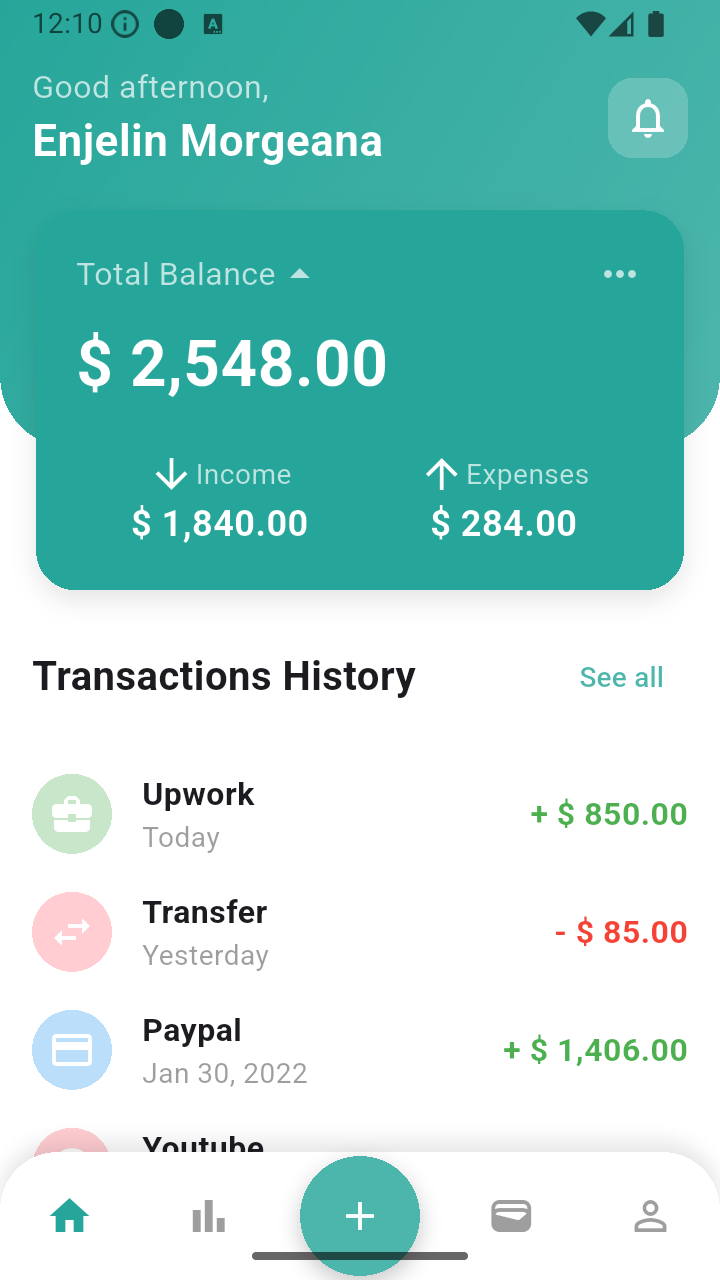 12:10
Good afternoon,
Enjelin Morgeana
Total Balance
$ 2,548.00
Income
Expenses
$ 1,840.00
$ 284.00
Transactions History
See all
Upwork
Today
+ $ 850.00
Transfer
Yesterday
- $ 85.00
Paypal
Jan 30, 2022
+ $ 1,406.00
Youtube